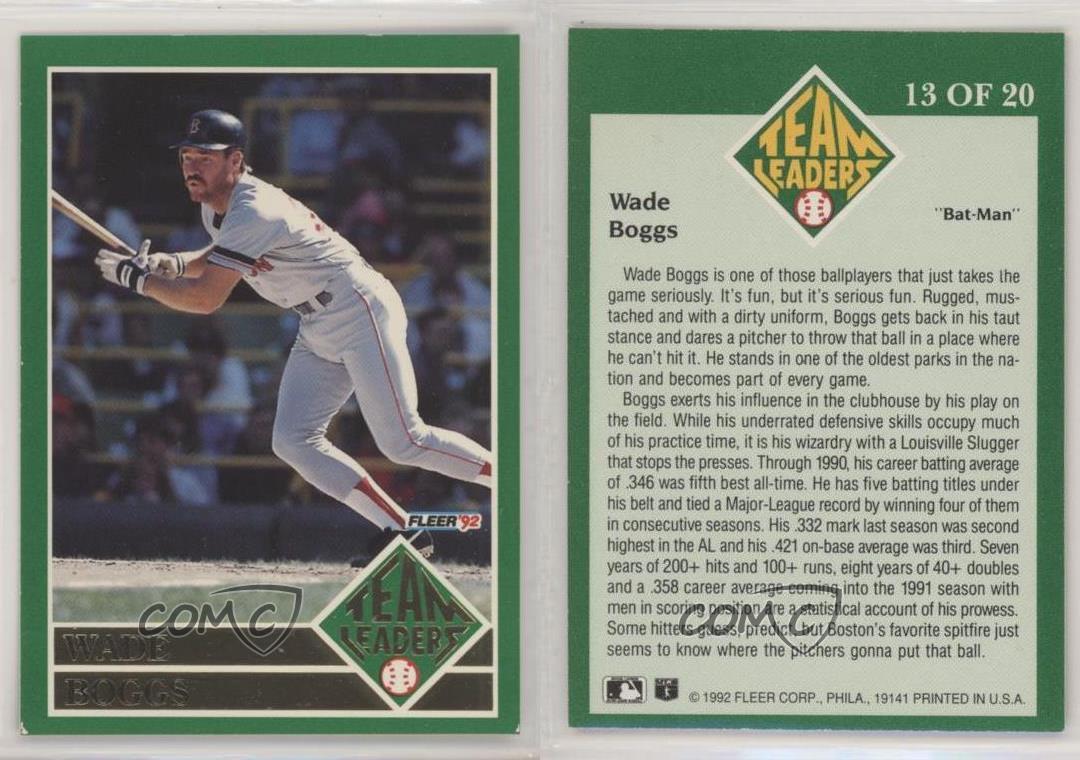 B
FLEER '92
TEAM
LEADERS
COMC
WADE
BOGGS
13 OF 20
TEAM
LEADERS
Wade
Boggs
"Bat-Man"
Wade Boggs is one of those ballplayers that just takes the
game seriously. It's fun, but it's serious fun. Rugged, mus-
tached and with a dirty uniform, Boggs gets back in his taut
stance and dares a pitcher to throw that ball in a place where
he can't hit it. He stands in one of the oldest parks in the na-
tion and becomes part of every game.
Boggs exerts his influence in the clubhouse by his play on
the field. While his underrated defensive skills occupy much
of his practice time, it is his wizardry with a Louisville Slugger
that stops the presses. Through 1990, his career batting average
of .346 was fifth best all-time. He has five batting titles under
his belt and tied a Major-League record by winning four of them
in consecutive seasons. His .332 mark last season was second
highest in the AL and his .421 on-base average was third. Seven
years of 200+ hits and 100+ runs, eight years of 40+ doubles
and a .358 career average coming into the 1991 season with
men in scoring position are a statistical account of his prowess.
Some hitters guess, predict, but Boston's favorite spitfire just
seems to know where the pitchers gonna put that ball.
COMC
© 1992 FLEER CORP., PHILA., 19141 PRINTED IN U.S.A.